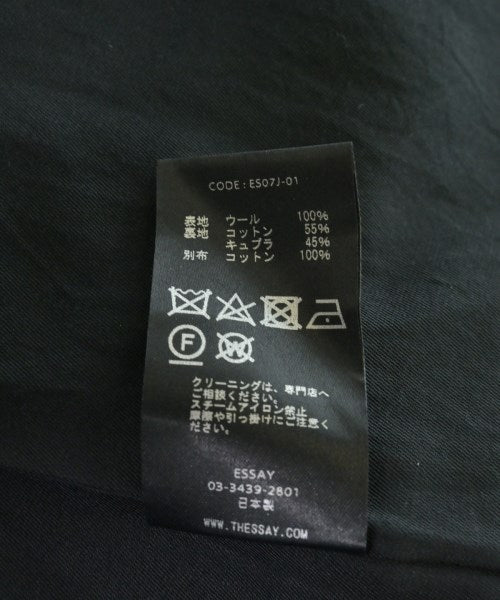 CODE : ES07J-01
表地 ウール 100%
裏地 コットン 55%
キュプラ 45%
別布 コットン 100%
F W
クリーニングは、専門店へ
ご相談ください。
スチームアイロン禁止
摩擦や引っ掛けにご注意く
ださい。
ESSAY
03-3439-2801
日本製
WWW.THESSAY.COM